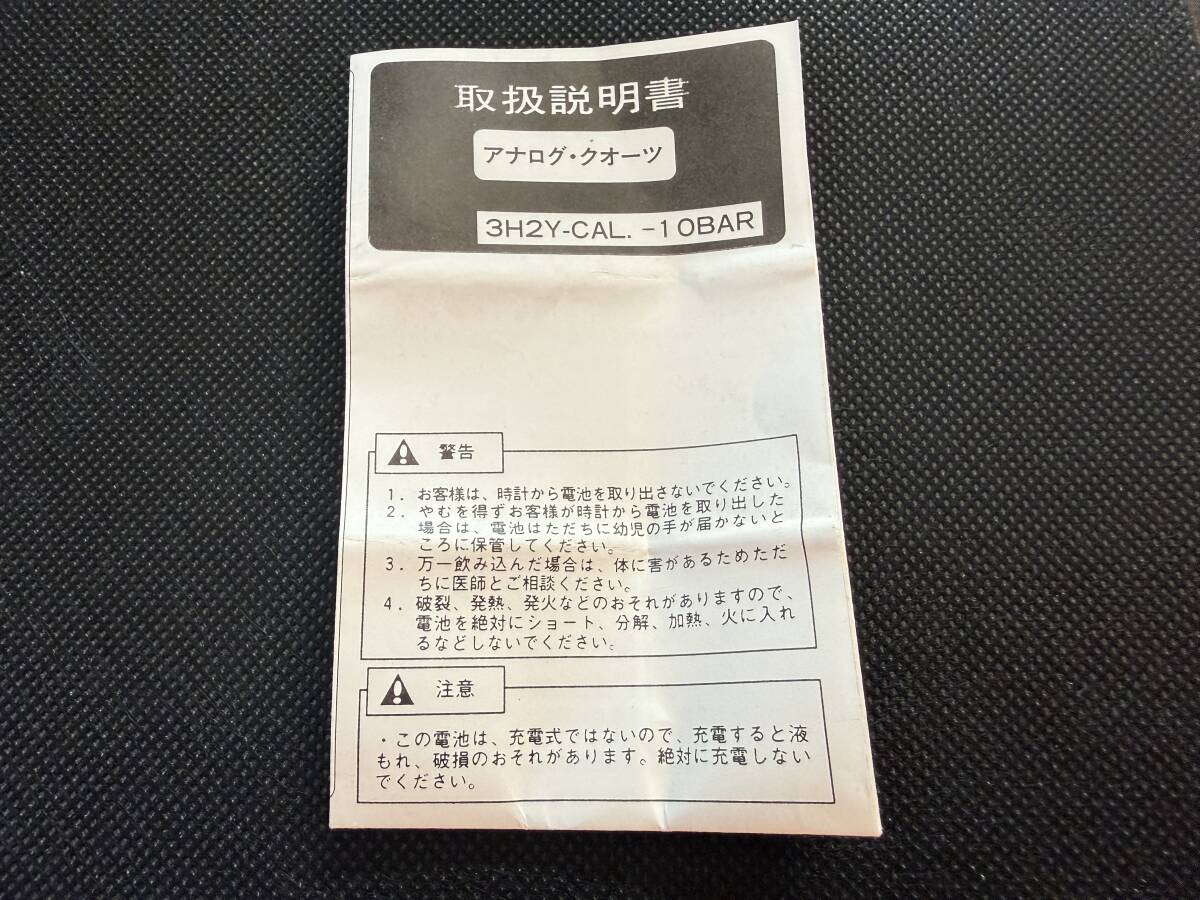 取扱説明書
アナログ・クオーツ
3H2Y-CAL. -10BAR
警告
1. お客様は、時計から電池を取り出さないでください。
2. やむを得ずお客様が時計から電池を取り出した
場合は、電池はただちに幼児の手が届かないと
ころに保管してください。
3. 万一飲み込んだ場合は、体に害があるためただ
ちに医師とご相談ください。
4. 破裂、発熱、発火などのおそれがありますので、
電池を絶対にショート、分解、加熱、火に入れ
るなどしないでください。
注意
・この電池は、充電式ではないので、充電すると液
もれ、破損のおそれがあります。絶対に充電しない
でください。